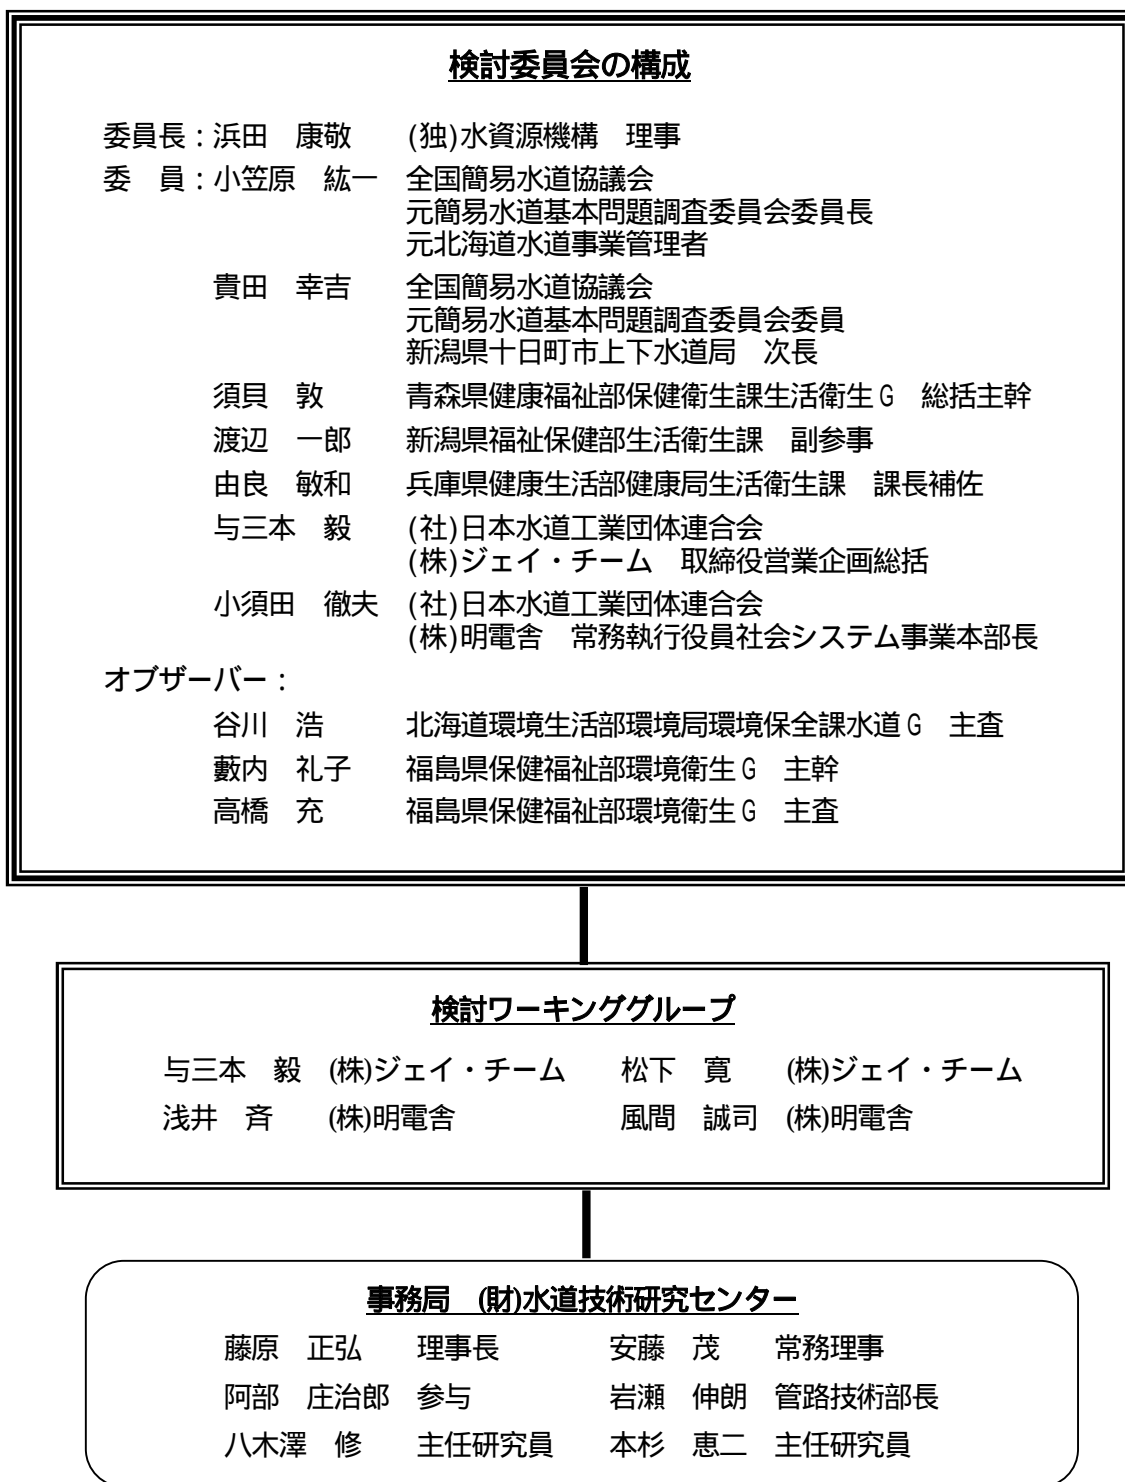 検討委員会の構成
委員長：浜田　康敬　(独)水資源機構　理事
委　員：小笠原　紘一　全国簡易水道協議会
元簡易水道基本問題調査委員会委員長
元北海道水道事業管理者
貴田　幸吉　全国簡易水道協議会
元簡易水道基本問題調査委員会委員
新潟県十日町市上下水道局　次長
須貝　敦　青森県健康福祉部保健衛生課生活衛生Ｇ　総括主幹
渡辺　一郎　新潟県福祉保健部生活衛生課　副参事
由良　敏和　兵庫県健康生活部健康局生活衛生課　課長補佐
与三本　毅　(社)日本水道工業団体連合会
(株)ジェイ・チーム　取締役営業企画総括
小須田　徹夫　(社)日本水道工業団体連合会
(株)明電舎　常務執行役員社会システム事業本部長
オブザーバー：
谷川　浩　北海道環境生活部環境局環境保全課水道Ｇ　主査
藪内　礼子　福島県保健福祉部環境衛生Ｇ　主幹
高橋　充　福島県保健福祉部環境衛生Ｇ　主査
検討ワーキンググループ
与三本　毅　(株)ジェイ・チーム　松下　寛　(株)ジェイ・チーム
浅井　斉　(株)明電舎　風間　誠司　(株)明電舎
事務局　(財)水道技術研究センター
藤原　正弘　理事長　安藤　茂　常務理事
阿部　庄治郎　参与　岩瀬　伸朗　管路技術部長
八木澤　修　主任研究員　本杉　恵二　主任研究員